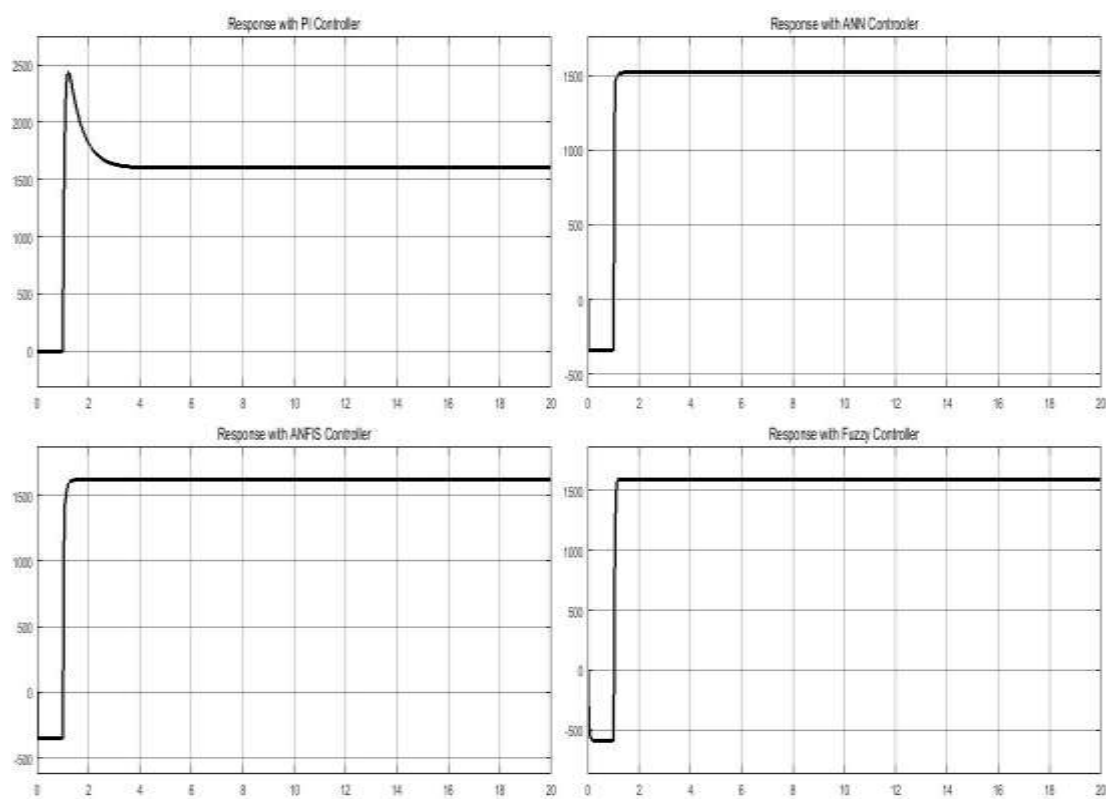 Response with PI Controller
2500
2000
1500
1000
500
0
0 2 4 6 8 10 12 14 16 18 20
Response with ANN Controoler
1500
1000
500
0
-500
0 2 4 6 8 10 12 14 16 18 20
Response with ANFIS Controller
1500
1000
500
0
-500
0 2 4 6 8 10 12 14 16 18 20
Response with Fuzzy Controller
1500
1000
500
0
-500
0 2 4 6 8 10 12 14 16 18 20